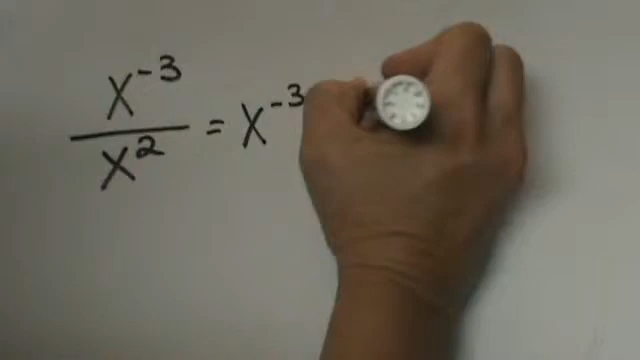 x^-3 / x^2 = x^-3